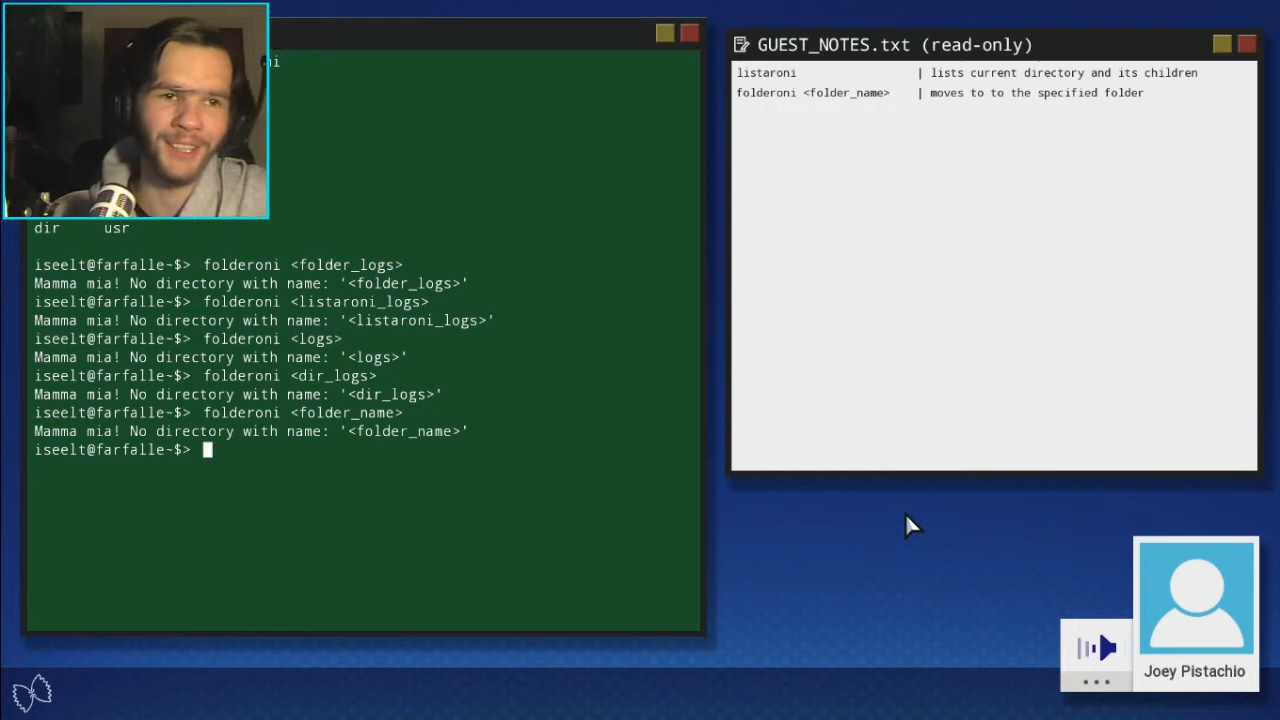 GUEST_NOTES.txt (read-only)
listaroni | lists current directory and its children
folderoni <folder_name> | moves to to the specified folder
dir usr
iseelt@farfalle~$> folderoni <folder_logs>
Mamma mia! No directory with name: '<folder_logs>'
iseelt@farfalle~$> folderoni <listaroni_logs>
Mamma mia! No directory with name: '<listaroni_logs>'
iseelt@farfalle~$> folderoni <logs>
Mamma mia! No directory with name: '<logs>'
iseelt@farfalle~$> folderoni <dir_logs>
Mamma mia! No directory with name: '<dir_logs>'
iseelt@farfalle~$> folderoni <folder_name>
Mamma mia! No directory with name: '<folder_name>'
iseelt@farfalle~$>
Joey Pistachio